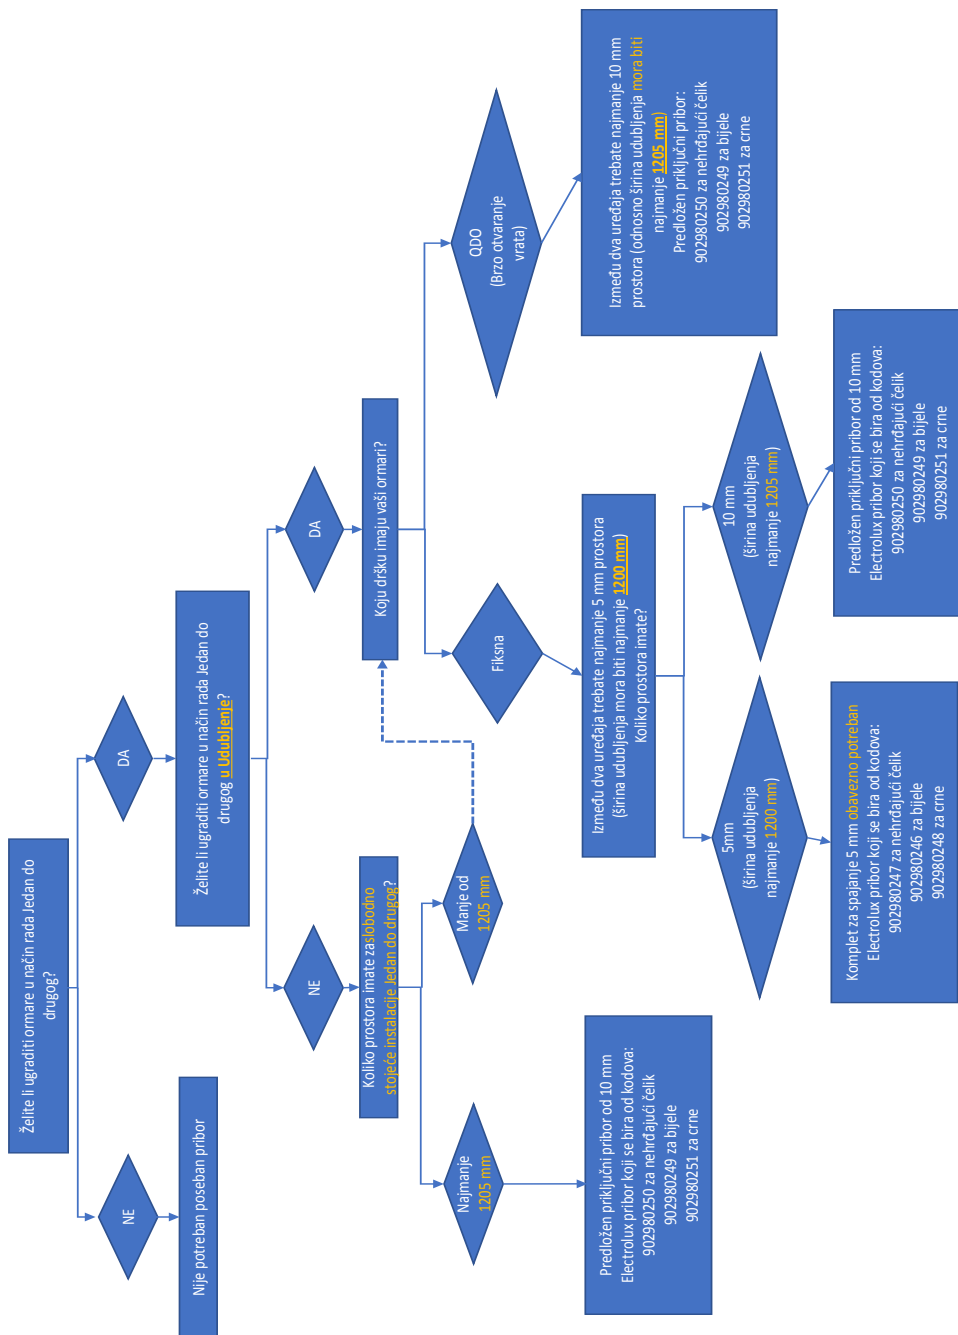 Želite li ugraditi ormare u način rada Jedan do
drugog?
NE
DA
Nije potreban poseban pribor
Želite li ugraditi ormare u način rada Jedan do
drugog u Udubljenje?
NE
DA
Koliko prostora imate zaslobodno
stojeće instalacije Jedan do drugog?
Koju dršku imaju vaši ormari?
Najmanje
1205 mm
Manje od
1205 mm
Fiksna
QDO
(Brzo otvaranje
vrata)
Predložen priključni pribor od 10 mm
Electrolux pribor koji se bira od kodova:
902980250 za nehrđajući čelik
902980249 za bijele
902980251 za crne
Između dva uređaja trebate najmanje 5 mm prostora
(širina udubljenja mora biti najmanje 1200 mm)
Koliko prostora imate?
Između dva uređaja trebate najmanje 10 mm
prostora (odnosno širina udubljenja mora biti
najmanje 1205 mm)
Predložen priključni pribor:
902980250 za nehrđajući čelik
902980249 za bijele
902980251 za crne
5mm
(širina udubljenja
najmanje 1200 mm)
10 mm
(širina udubljenja
najmanje 1205 mm)
Komplet za spajanje 5 mm obavezno potreban
Electrolux pribor koji se bira od kodova:
902980247 za nehrđajući čelik
902980246 za bijele
902980248 za crne
Predložen priključni pribor od 10 mm
Electrolux pribor koji se bira od kodova:
902980250 za nehrđajući čelik
902980249 za bijele
902980251 za crne